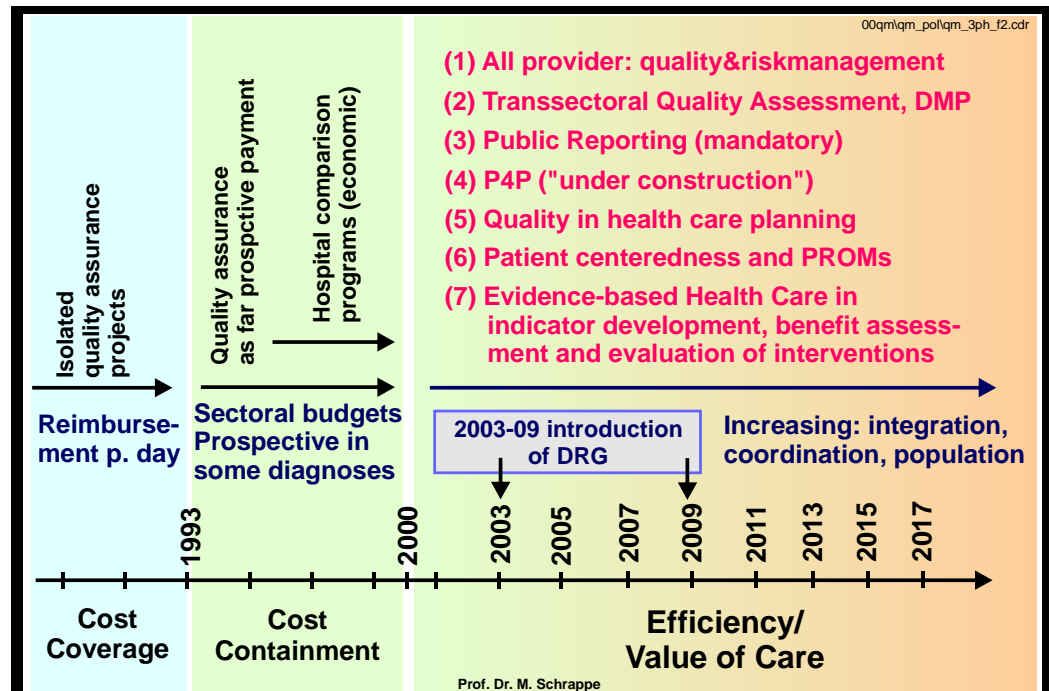 00qm\qm_pol\qm_3ph_f2.cdr
(1) All provider: quality&riskmanagement
(2) Transsectoral Quality Assessment, DMP
(3) Public Reporting (mandatory)
(4) P4P ("under construction")
(5) Quality in health care planning
(6) Patient centeredness and PROMs
(7) Evidence-based Health Care in
indicator development, benefit assess-
ment and evaluation of interventions
Isolated
quality assurance
projects
Quality assurance
as far prospctive payment
Hospital comparison
programs (economic)
Reimburse-
ment p. day
Sectoral budgets
Prospective in
some diagnoses
2003-09 introduction
of DRG
Increasing: integration,
coordination, population
1993
2000
2003
2005
2007
2009
2011
2013
2015
2017
Cost
Coverage
Cost
Containment
Efficiency/
Value of Care
Prof. Dr. M. Schrappe